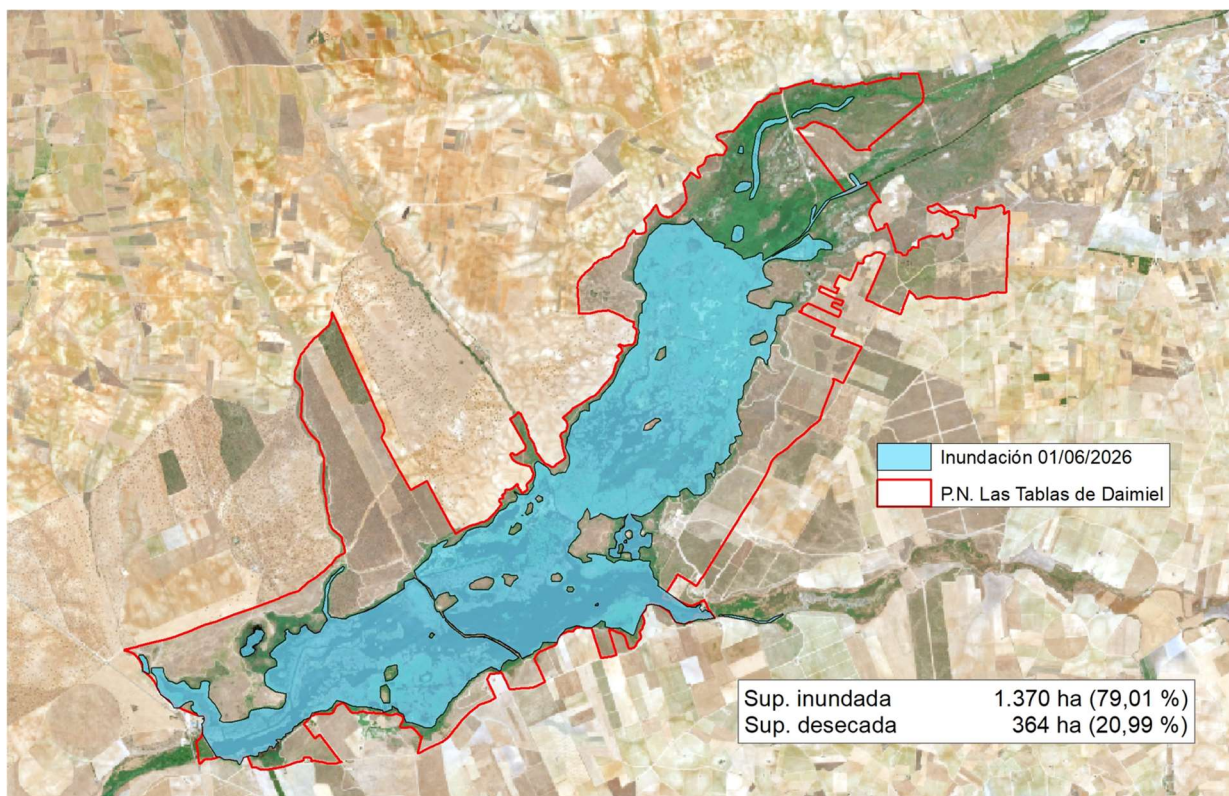 Inundación 01/06/2026
P.N. Las Tablas de Daimiel
Sup. inundada 1.370 ha (79,01 %)
Sup. desecada 364 ha (20,99 %)